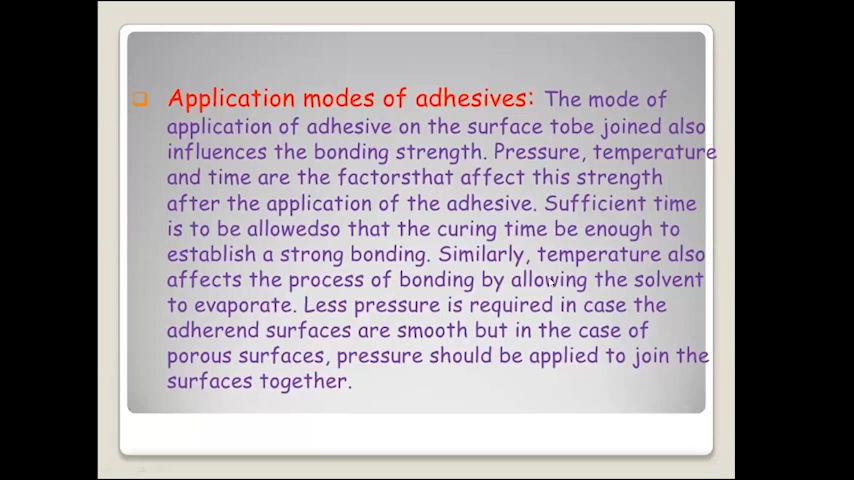 Application modes of adhesives: The mode of
application of adhesive on the surface tobe joined also
influences the bonding strength. Pressure, temperature
and time are the factorsthat affect this strength
after the application of the adhesive. Sufficient time
is to be allowedso that the curing time be enough to
establish a strong bonding. Similarly, temperature also
affects the process of bonding by allowing the solvent
to evaporate. Less pressure is required in case the
adherend surfaces are smooth but in the case of
porous surfaces, pressure should be applied to join the
surfaces together.